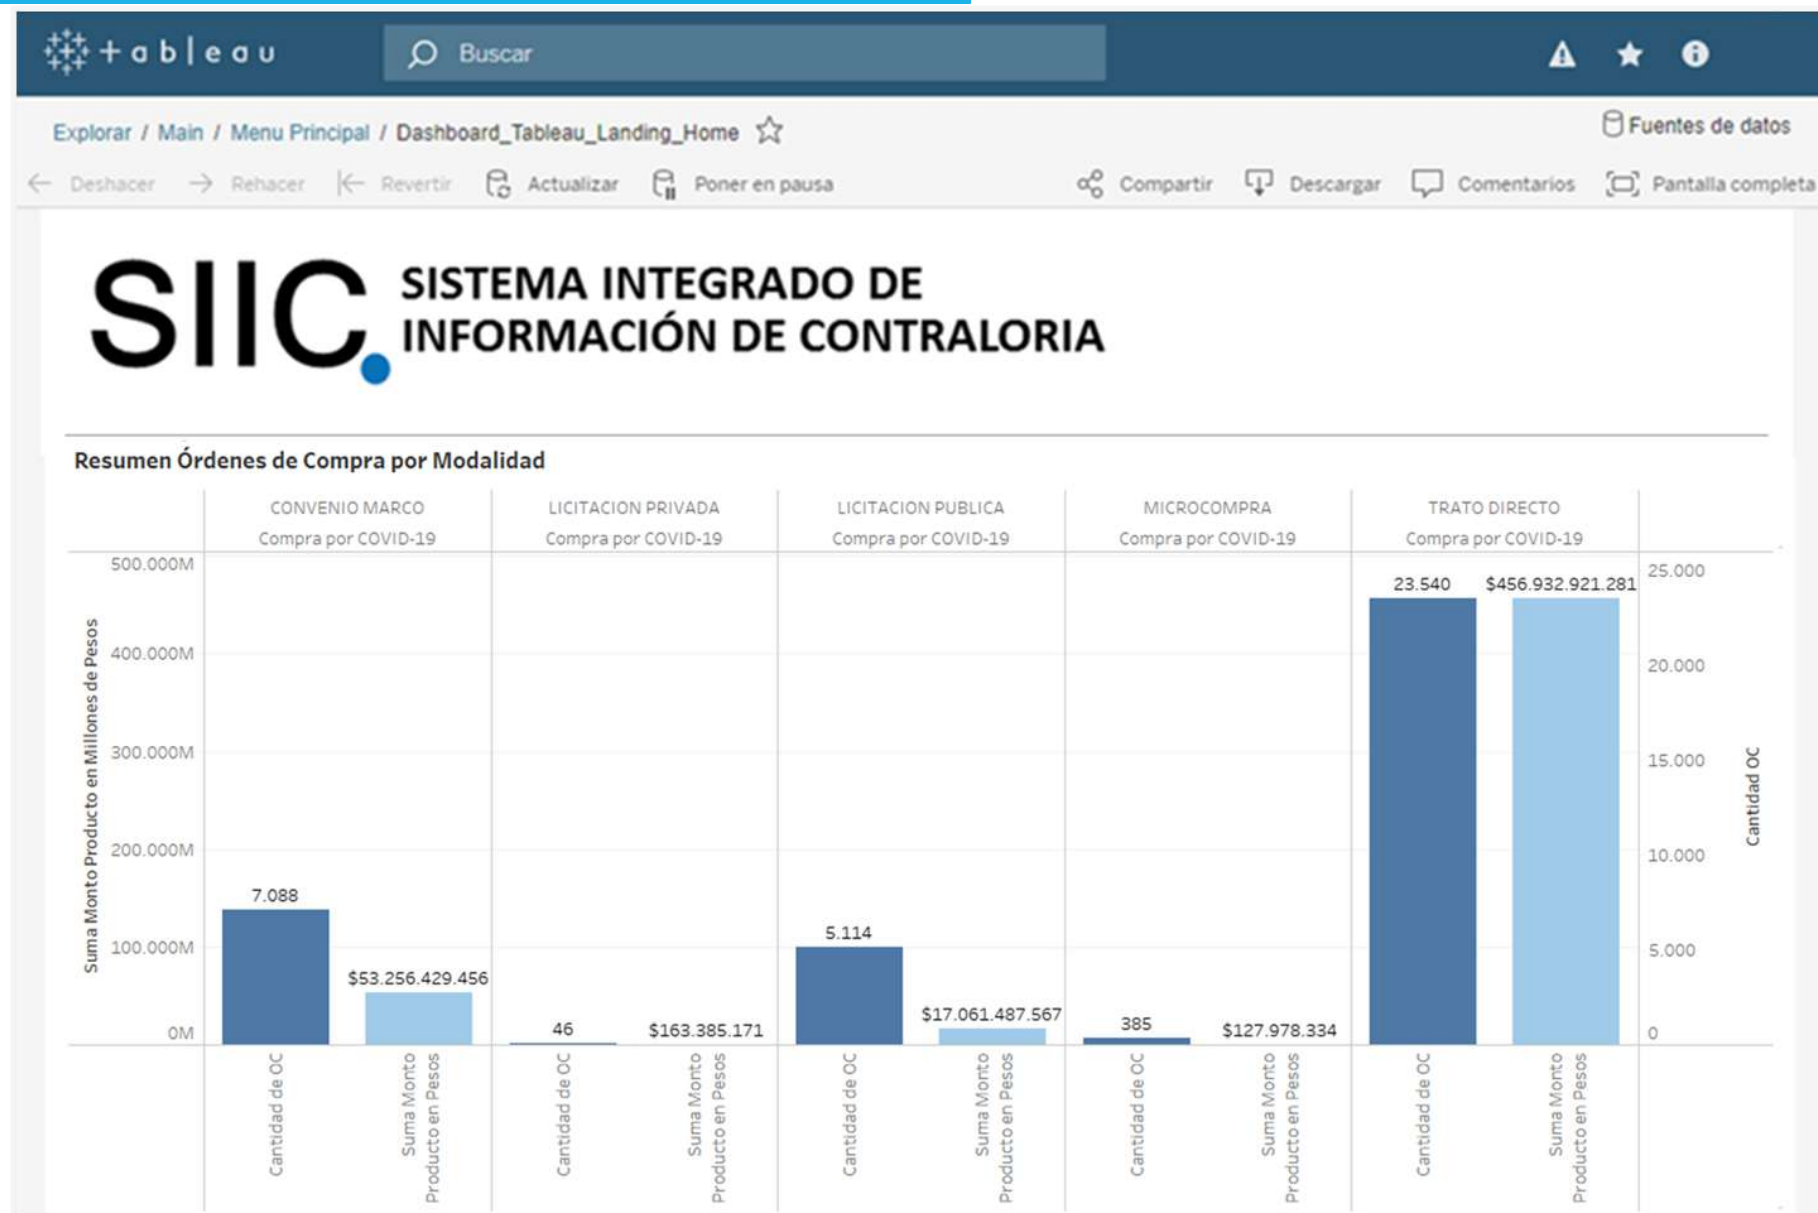 +ableau
Buscar
Explorar / Main / Menu Principal / Dashboard_Tableau_Landing_Home
Fuentes de datos
Deshacer Rehacer Revertir Actualizar Poner en pausa Compartir Descargar Comentarios Pantalla completa
SIIC.
SISTEMA INTEGRADO DE
INFORMACIÓN DE CONTRALORIA
Resumen Órdenes de Compra por Modalidad
CONVENIO MARCO LICITACION PRIVADA LICITACION PUBLICA MICROCOMPRA TRATO DIRECTO
Compra por COVID-19 Compra por COVID-19 Compra por COVID-19 Compra por COVID-19 Compra por COVID-19
Suma Monto Producto en Millones de Pesos
500.000M
400.000M
300.000M
200.000M
100.000M
0M
7.088
$53.256.429.456
46
$163.385.171
5.114
$17.061.487.567
385
$127.978.334
23.540
$456.932.921.281
25.000
20.000
15.000
10.000
5.000
0
Cantidad OC
Cantidad de OC
Suma Monto
Producto en Pesos
Cantidad de OC
Suma Monto
Producto en Pesos
Cantidad de OC
Suma Monto
Producto en Pesos
Cantidad de OC
Suma Monto
Producto en Pesos
Cantidad de OC
Suma Monto
Producto en Pesos